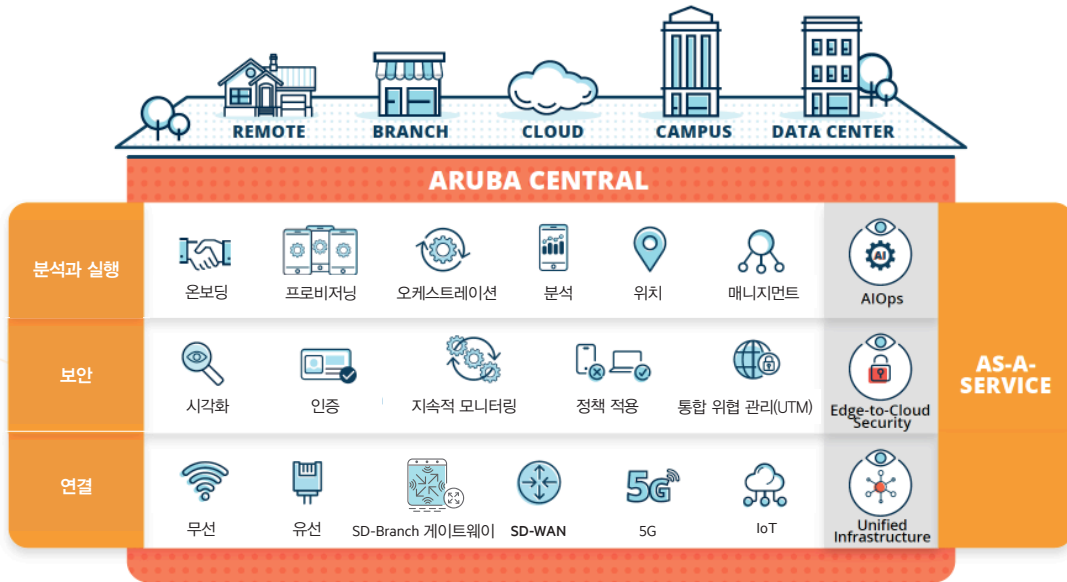 REMOTE
BRANCH
CLOUD
CAMPUS
DATA CENTER
ARUBA CENTRAL
분석과 실행
온보딩
프로비저닝
오케스트레이션
분석
위치
매니지먼트
AI
AIOps
보안
시각화
인증
지속적 모니터링
정책 적용
통합 위협 관리(UTM)
Edge-to-Cloud
Security
AS-A-
SERVICE
연결
무선
유선
SD-Branch 게이트웨이
SD-WAN
5G
5G
IoT
Unified
Infrastructure